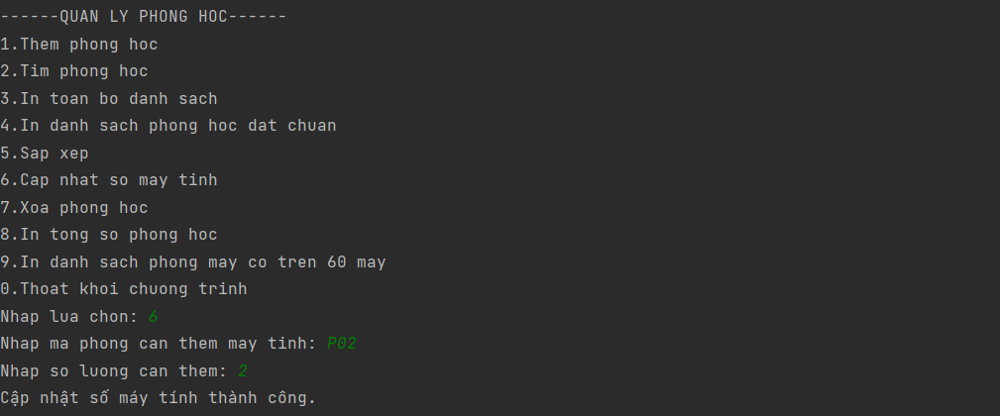 ------QUAN LY PHONG HOC------
1.Them phong hoc
2.Tim phong hoc
3.In toan bo danh sach
4.In danh sach phong hoc dat chuan
5.Sap xep
6.Cap nhat so may tinh
7.Xoa phong hoc
8.In tong so phong hoc
9.In danh sach phong may co tren 60 may
0.Thoat khoi chuong trinh
Nhap lua chon: 6
Nhap ma phong can them may tinh: P02
Nhap so luong can them: 2
Cập nhật số máy tính thành công.